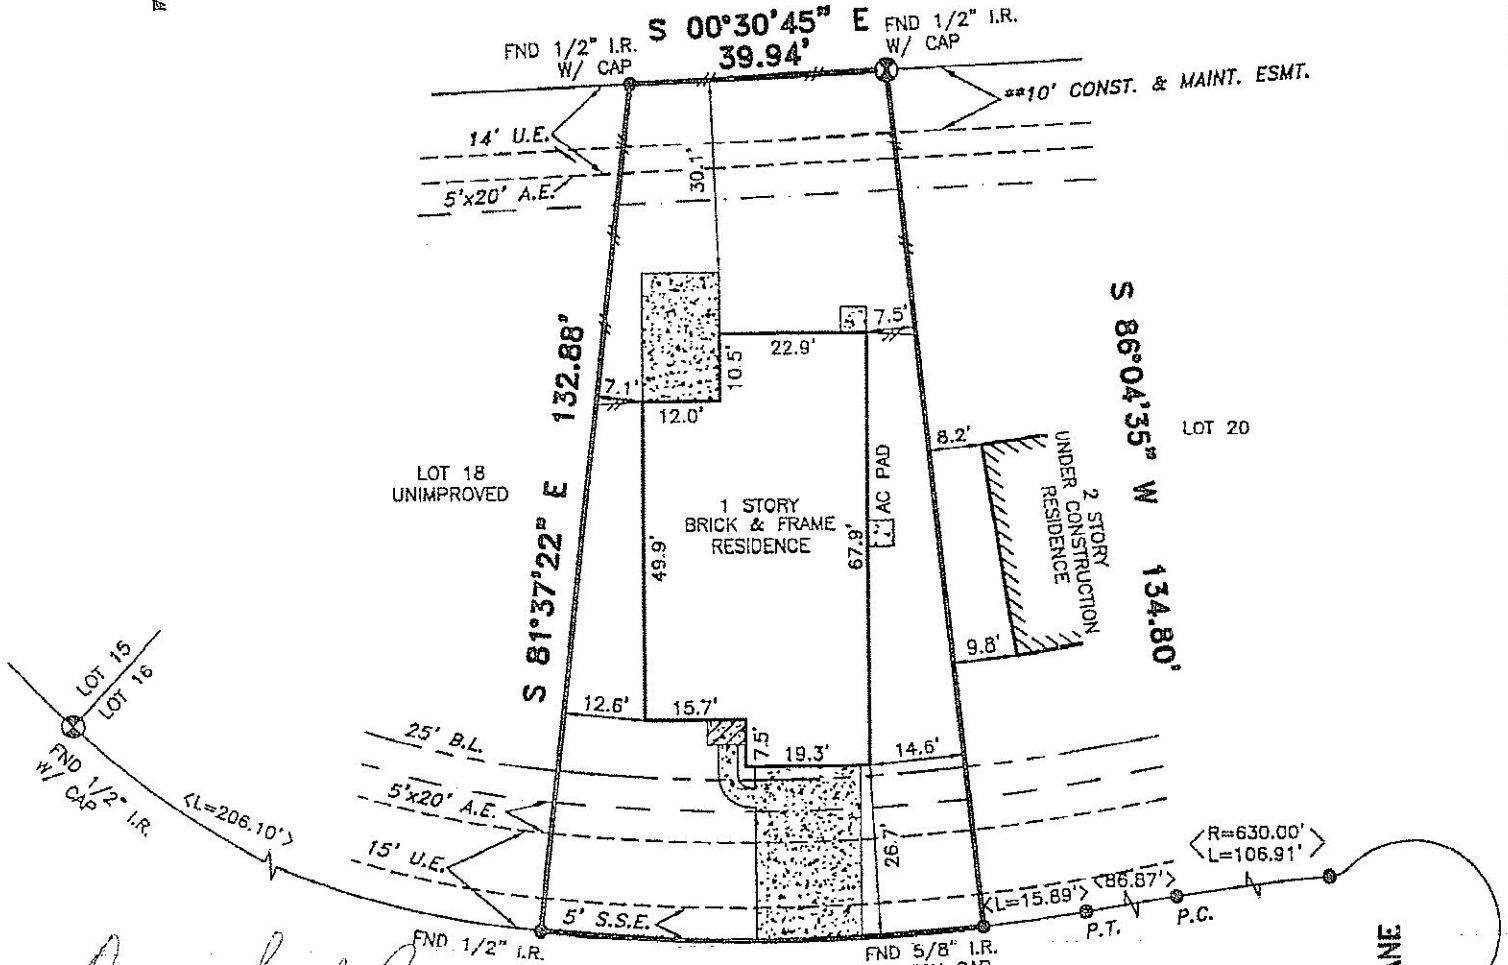 S 00°30'45" E
39.94'
FND 1/2" I.R.
W/ CAP
FND 1/2" I.R.
W/ CAP
**10' CONST. & MAINT. ESMT.
14' U.E.
5'x20' A.E.
30.1'
7.5'
22.9'
10.5'
7.1'
12.0'
S 81°37'22" E 132.88'
S 86°04'35" W 134.80'
LOT 20
8.2'
LOT 18
UNIMPROVED
AC PAD
1 STORY
BRICK & FRAME
RESIDENCE
2 STORY
UNDER CONSTRUCTION
RESIDENCE
49.9'
67.9'
9.8'
LOT 15
LOT 16
12.6'
15.7'
7.5'
19.3'
14.6'
25' B.L.
FND 1/2" I.R.
W/ CAP
<L=206.10'>
5'x20' A.E.
15' U.E.
26.7'
<R=630.00'>
L=106.91'
<L=15.89'>
<86.87'>
P.T.
P.C.
5' S.S.E.
FND 1/2" I.R.
FND 5/8" I.R.